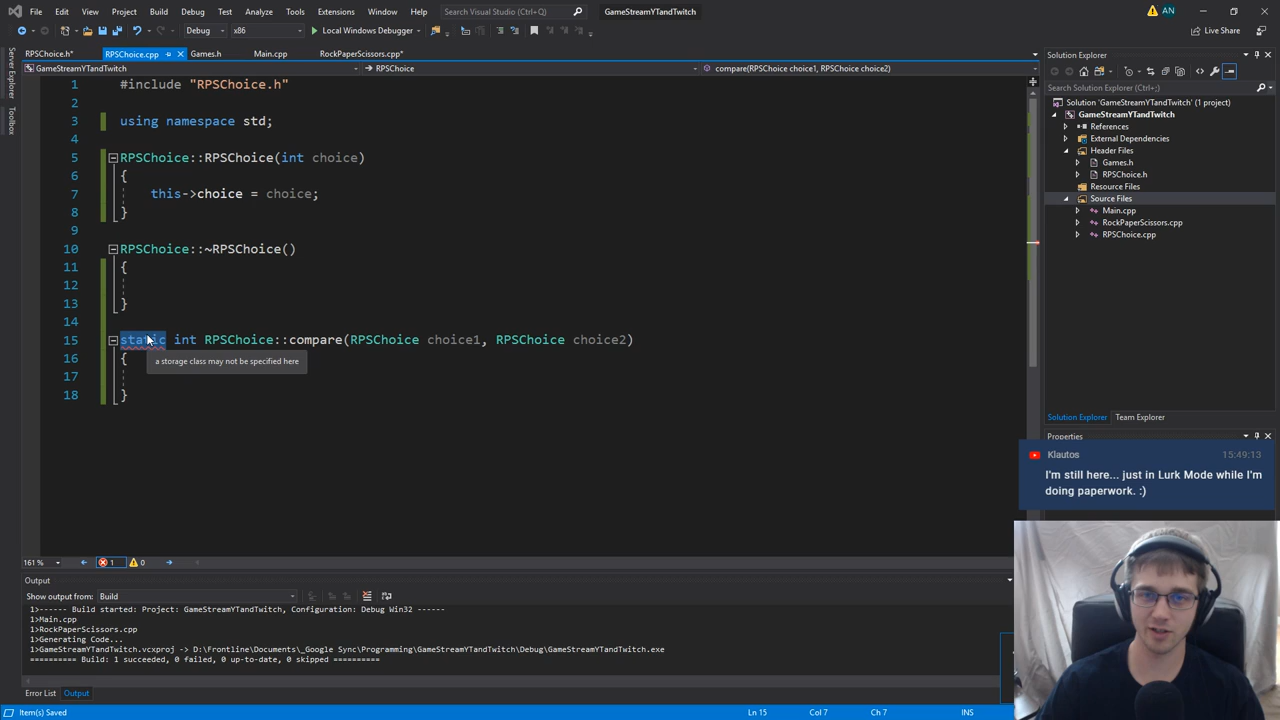 File Edit View Project Build Debug Test Analyze Tools Extensions Window Help Search Visual Studio (Ctrl+Q) GameStreamYTandTwitch AN
Debug x86 Local Windows Debugger Live Share
RPSChoice.h* RPSChoice.cpp Games.h Main.cpp RockPaperScissors.cpp*
GameStreamYTandTwitch RPSChoice compare(RPSChoice choice1, RPSChoice choice2)
Server Explorer
Toolbox
1 #include "RPSChoice.h"
2
3 using namespace std;
4
5 RPSChoice::RPSChoice(int choice)
6 {
7 this->choice = choice;
8 }
9
10 RPSChoice::~RPSChoice()
11 {
12
13 }
14
15 static int RPSChoice::compare(RPSChoice choice1, RPSChoice choice2)
16 {
a storage class may not be specified here
17
18 }
161 % 1 0
Output
Show output from: Build
1>------ Build started: Project: GameStreamYTandTwitch, Configuration: Debug Win32 ------
1>Main.cpp
1>RockPaperScissors.cpp
1>Generating Code...
1>GameStreamYTandTwitch.vcxproj -> D:\Frontline\Documents\_Google Sync\Programming\GameStreamYTandTwitch\Debug\GameStreamYTandTwitch.exe
========== Build: 1 succeeded, 0 failed, 0 up-to-date, 0 skipped ==========
Error List Output
Item(s) Saved Ln 15 Col 7 Ch 7 INS
Solution Explorer
Search Solution Explorer (Ctrl+;)
Solution 'GameStreamYTandTwitch' (1 project)
GameStreamYTandTwitch
References
External Dependencies
Header Files
Games.h
RPSChoice.h
Resource Files
Source Files
Main.cpp
RockPaperScissors.cpp
RPSChoice.cpp
Solution Explorer Team Explorer
Properties
Klautos 15:49:13
I'm still here... just in Lurk Mode while I'm
doing paperwork. :)